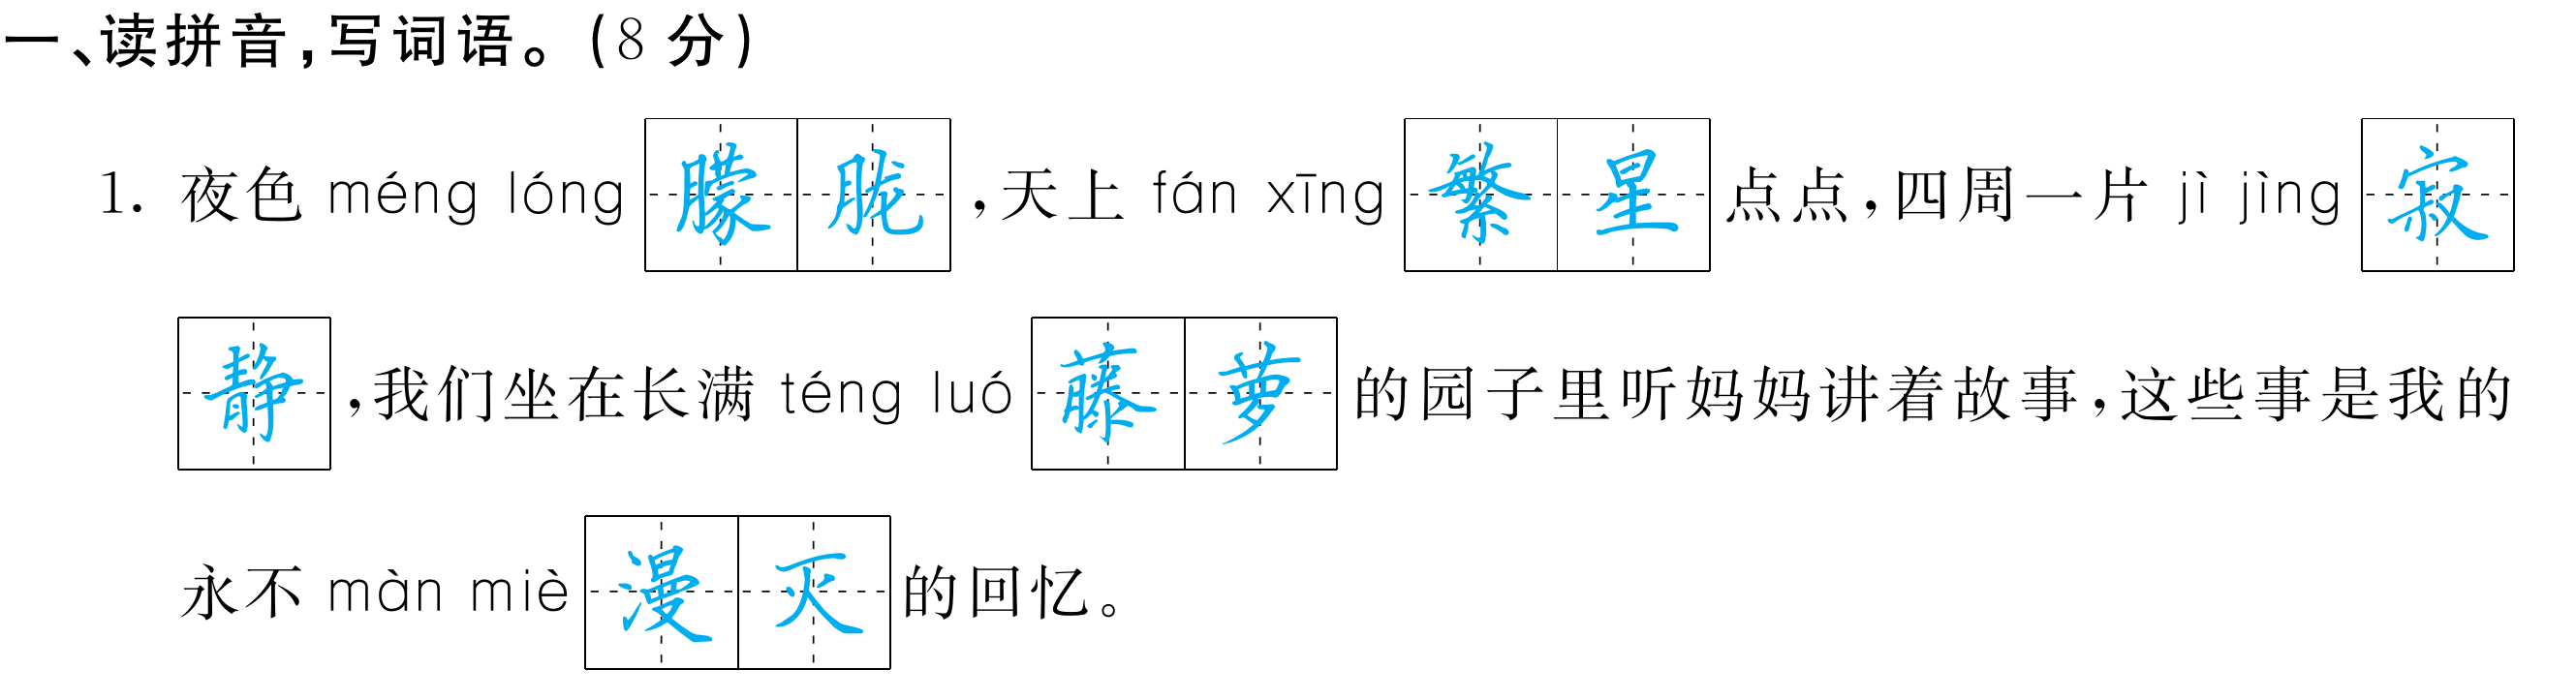 一、读拼音,写词语。(8 分)
1. 夜色 méng lóng 朦胧,天上 fán xīng 繁星点点,四周一片 jì jìng 寂
静,我们坐在长满 téng luó 藤萝的园子里听妈妈讲着故事,这些事是我的
永不 màn miè 漫灭的回忆。